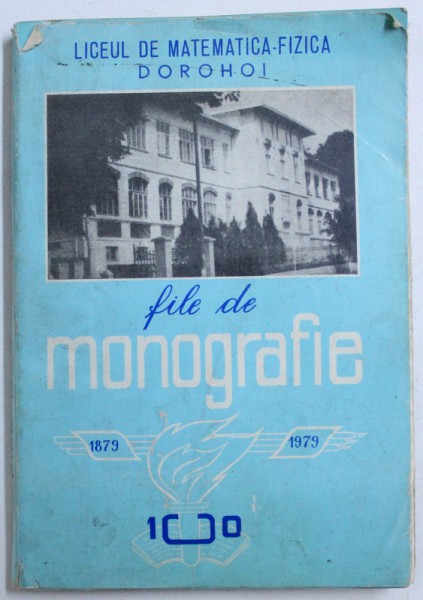 LICEUL DE MATEMATICA-FIZICA
DOROHOI
file de
monografie
1879 1979
100